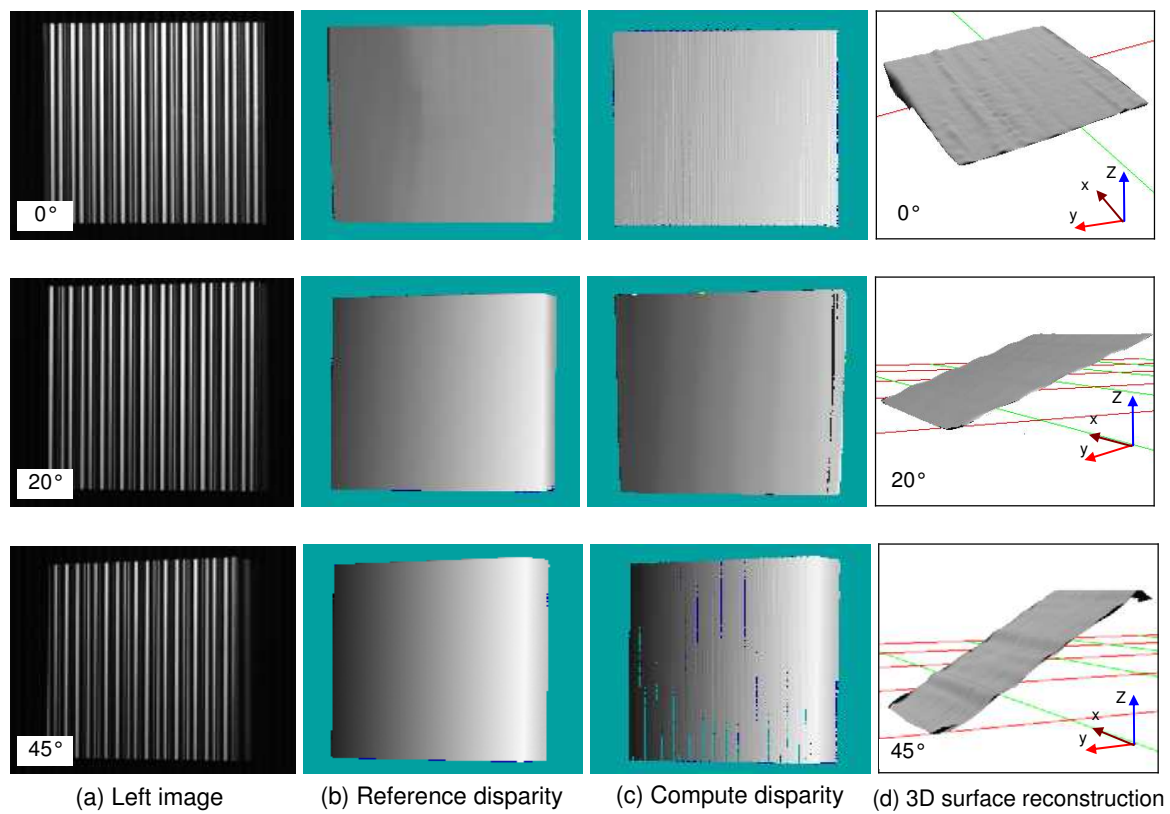 0°
0°
Z
x
y
20°
20°
Z
x
y
45°
45°
Z
x
y
(a) Left image
(b) Reference disparity
(c) Compute disparity
(d) 3D surface reconstruction